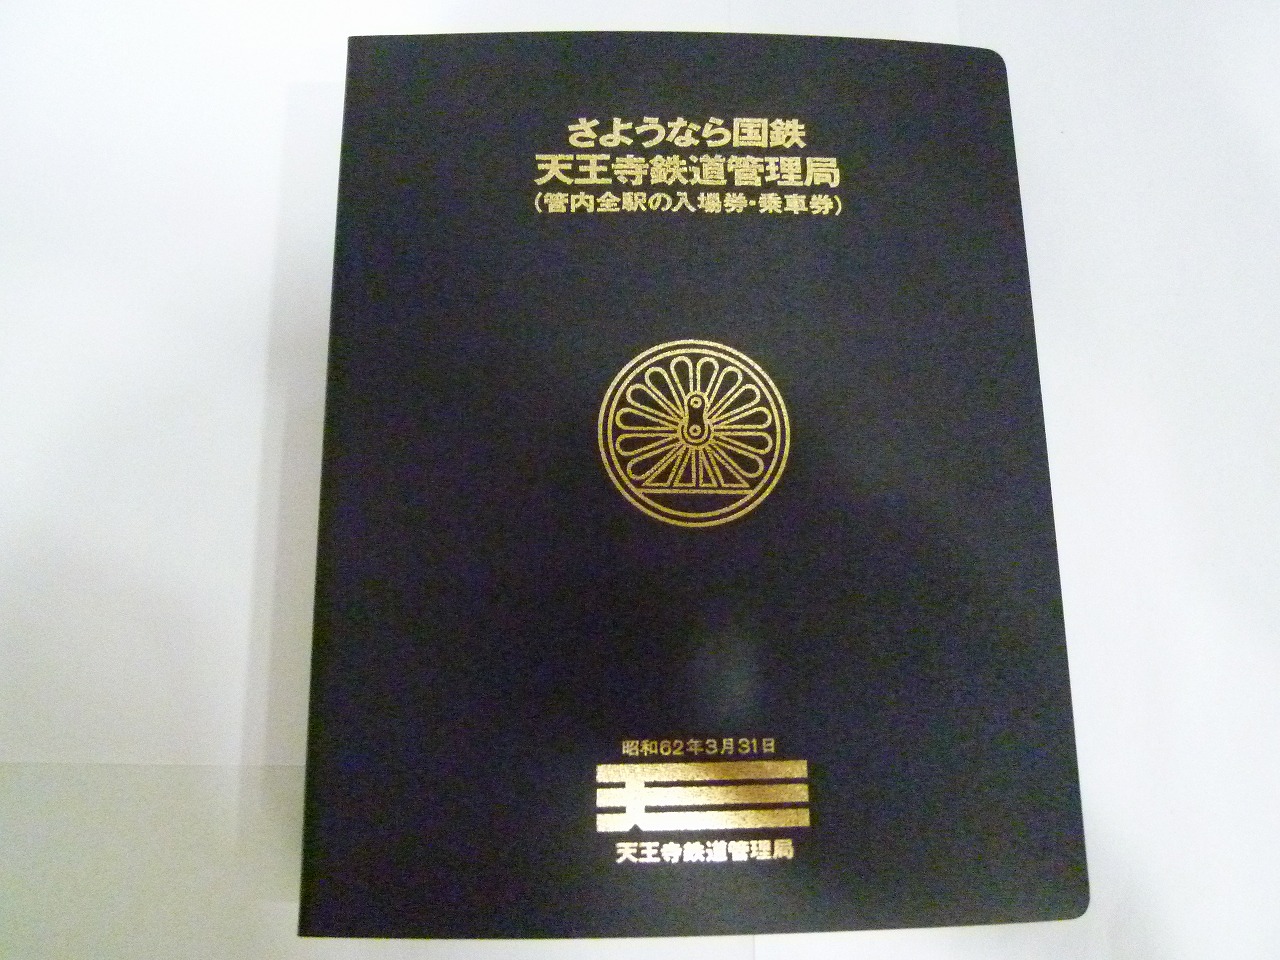 さようなら国鉄
天王寺鉄道管理局
(管内全駅の入場券・乗車券)
昭和62年3月31日
天王寺鉄道管理局